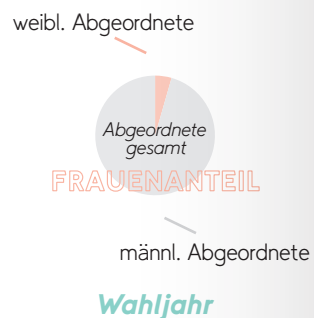 weibl. Abgeordnete
Abgeordnete
gesamt
FRAUENANTEIL
männl. Abgeordnete
Wahljahr